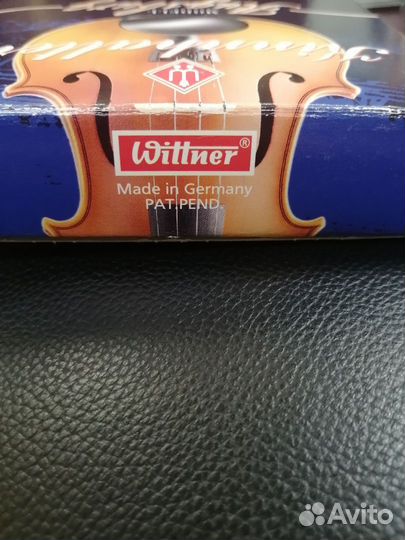 Wittner®
Made in Germany
PAT.PEND.
Avito